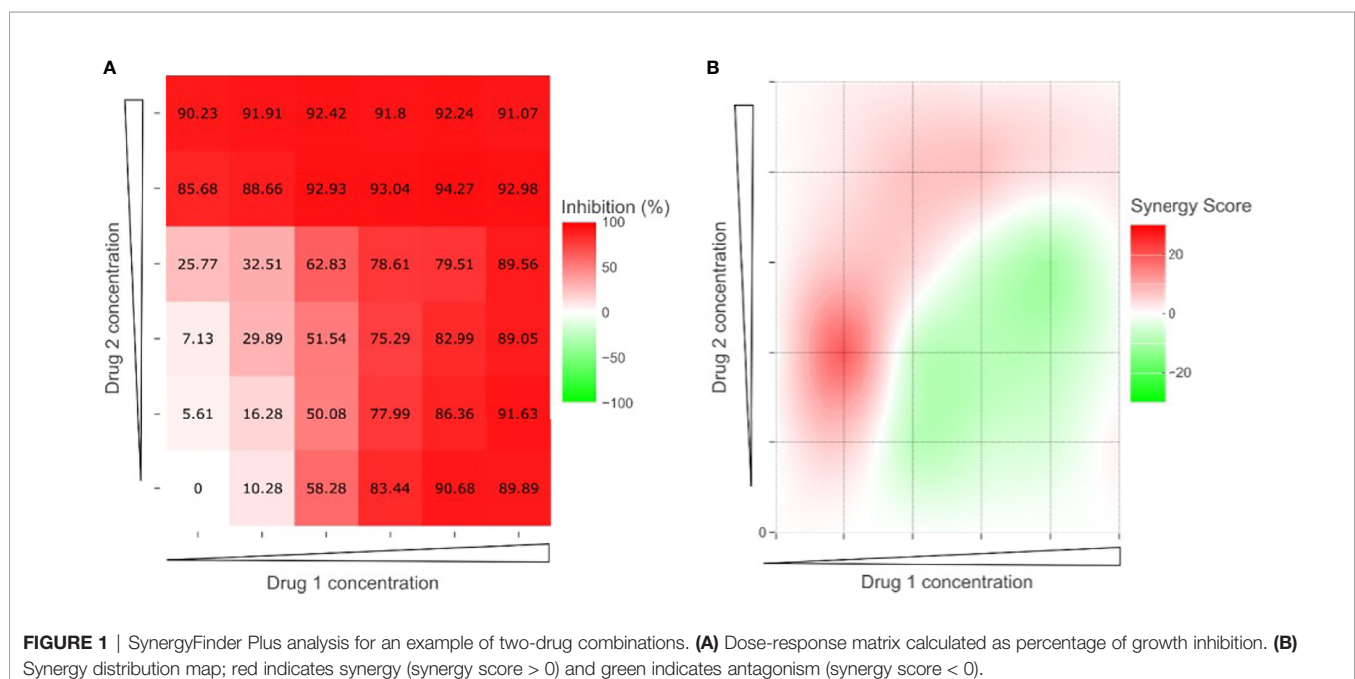 A
90.23 91.91 92.42 91.8 92.24 91.07
85.68 88.66 92.93 93.04 94.27 92.98
25.77 32.51 62.83 78.61 79.51 89.56
7.13 29.89 51.54 75.29 82.99 89.05
5.61 16.28 50.08 77.99 86.36 91.63
0 10.28 58.28 83.44 90.68 89.89
Drug 2 concentration
Drug 1 concentration
Inhibition (%)
100
50
0
−50
−100
B
Drug 2 concentration
0
Drug 1 concentration
Synergy Score
20
0
−20
FIGURE 1 | SynergyFinder Plus analysis for an example of two-drug combinations. (A) Dose-response matrix calculated as percentage of growth inhibition. (B)
Synergy distribution map; red indicates synergy (synergy score > 0) and green indicates antagonism (synergy score < 0).